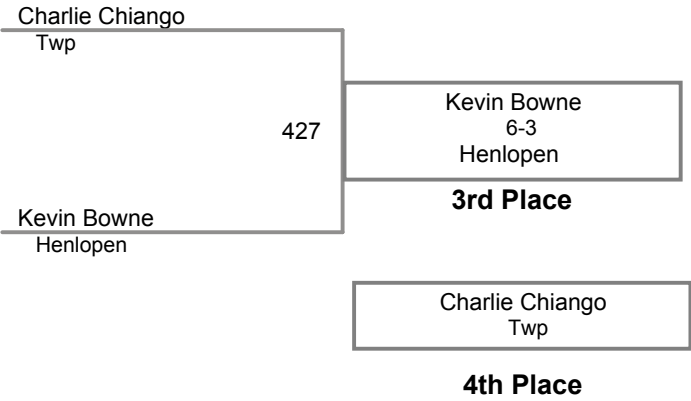 Charlie Chiango
Twp
427
Kevin Bowne
6-3
Henlopen
3rd Place
Kevin Bowne
Henlopen
Charlie Chiango
Twp
4th Place